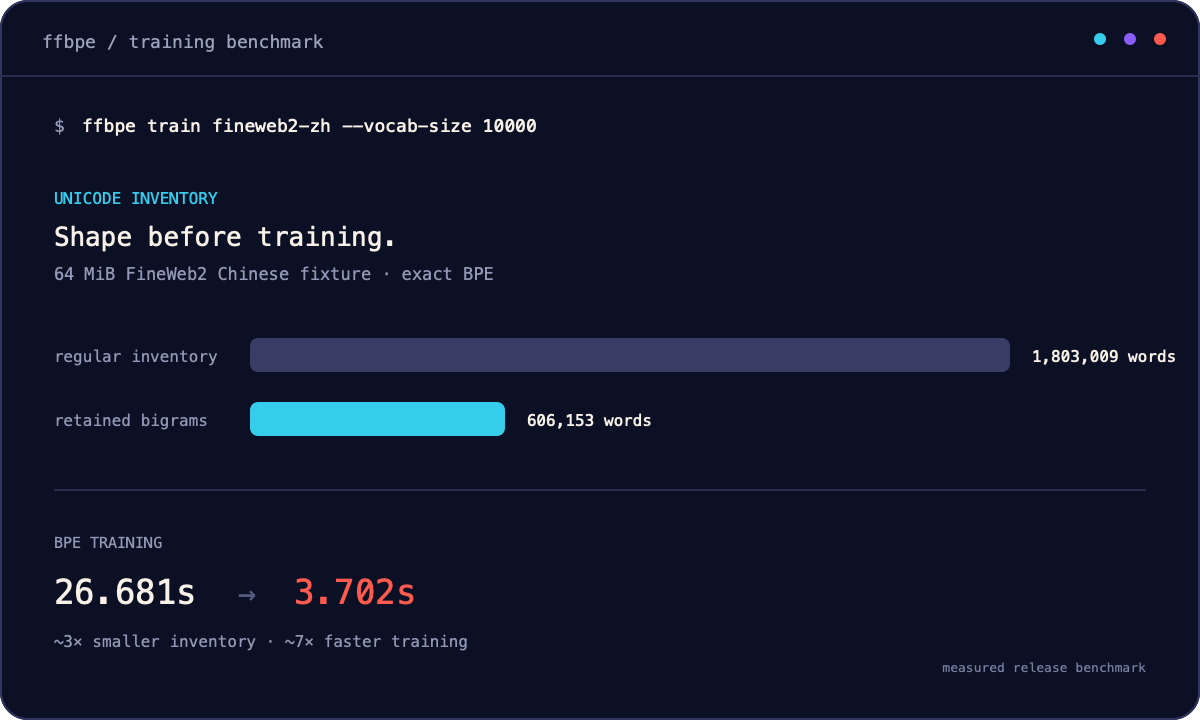 ffbpe / training benchmark
$ ffbpe train fineweb2-zh --vocab-size 10000
UNICODE INVENTORY
Shape before training.
64 MiB FineWeb2 Chinese fixture · exact BPE
regular inventory 1,803,009 words
retained bigrams 606,153 words
BPE TRAINING
26.681s → 3.702s
~3× smaller inventory · ~7× faster training
measured release benchmark